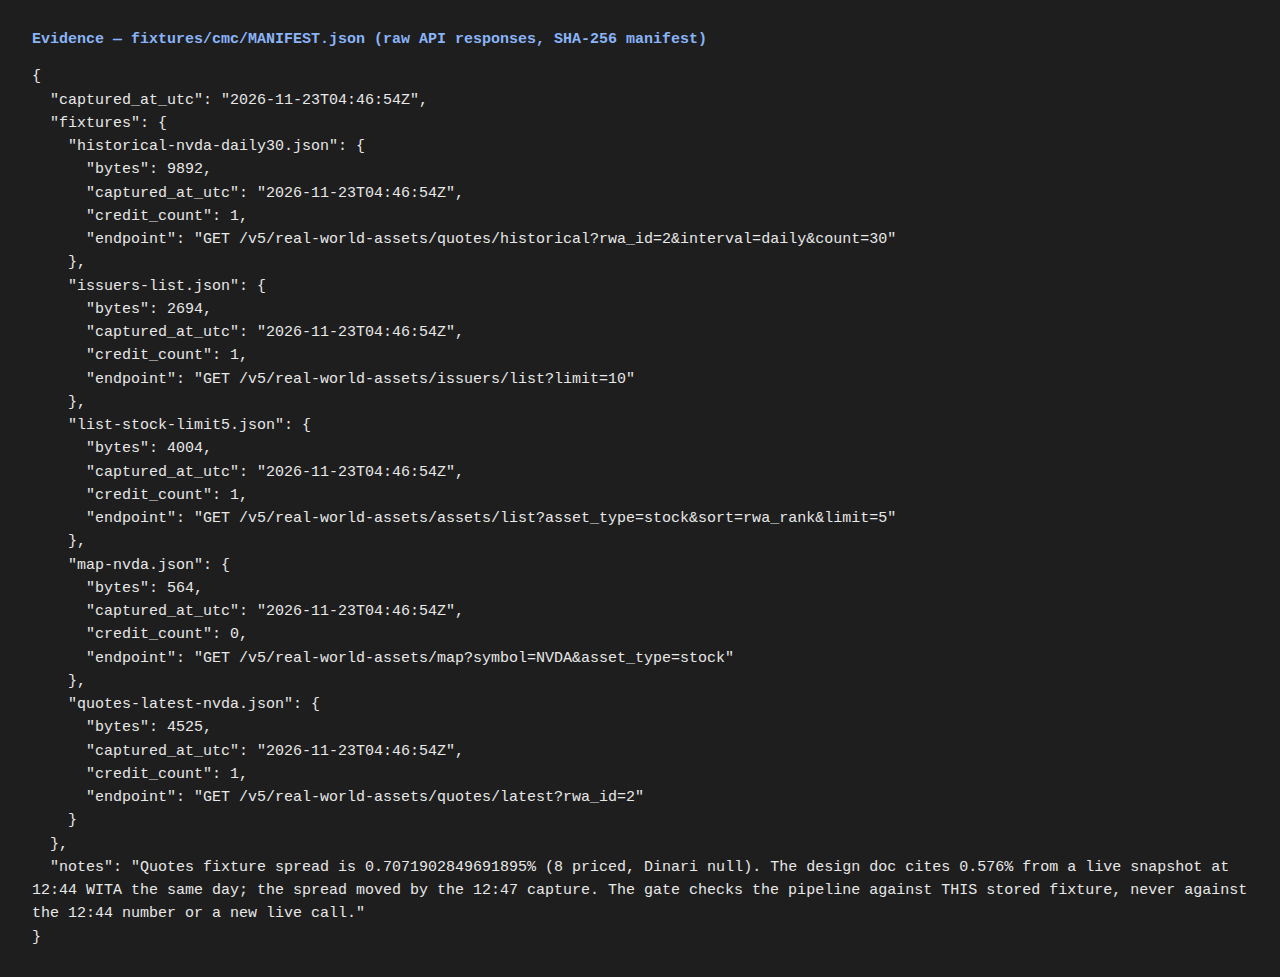 Evidence — fixtures/cmc/MANIFEST.json (raw API responses, SHA-256 manifest)
{
  "captured_at_utc": "2026-11-23T04:46:54Z",
  "fixtures": {
    "historical-nvda-daily30.json": {
      "bytes": 9892,
      "captured_at_utc": "2026-11-23T04:46:54Z",
      "credit_count": 1,
      "endpoint": "GET /v5/real-world-assets/quotes/historical?rwa_id=2&interval=daily&count=30"
    },
    "issuers-list.json": {
      "bytes": 2694,
      "captured_at_utc": "2026-11-23T04:46:54Z",
      "credit_count": 1,
      "endpoint": "GET /v5/real-world-assets/issuers/list?limit=10"
    },
    "list-stock-limit5.json": {
      "bytes": 4004,
      "captured_at_utc": "2026-11-23T04:46:54Z",
      "credit_count": 1,
      "endpoint": "GET /v5/real-world-assets/assets/list?asset_type=stock&sort=rwa_rank&limit=5"
    },
    "map-nvda.json": {
      "bytes": 564,
      "captured_at_utc": "2026-11-23T04:46:54Z",
      "credit_count": 0,
      "endpoint": "GET /v5/real-world-assets/map?symbol=NVDA&asset_type=stock"
    },
    "quotes-latest-nvda.json": {
      "bytes": 4525,
      "captured_at_utc": "2026-11-23T04:46:54Z",
      "credit_count": 1,
      "endpoint": "GET /v5/real-world-assets/quotes/latest?rwa_id=2"
    }
  },
  "notes": "Quotes fixture spread is 0.7071902849691895% (8 priced, Dinari null). The design doc cites 0.576% from a live snapshot at
12:44 WITA the same day; the spread moved by the 12:47 capture. The gate checks the pipeline against THIS stored fixture, never against
the 12:44 number or a new live call."
}